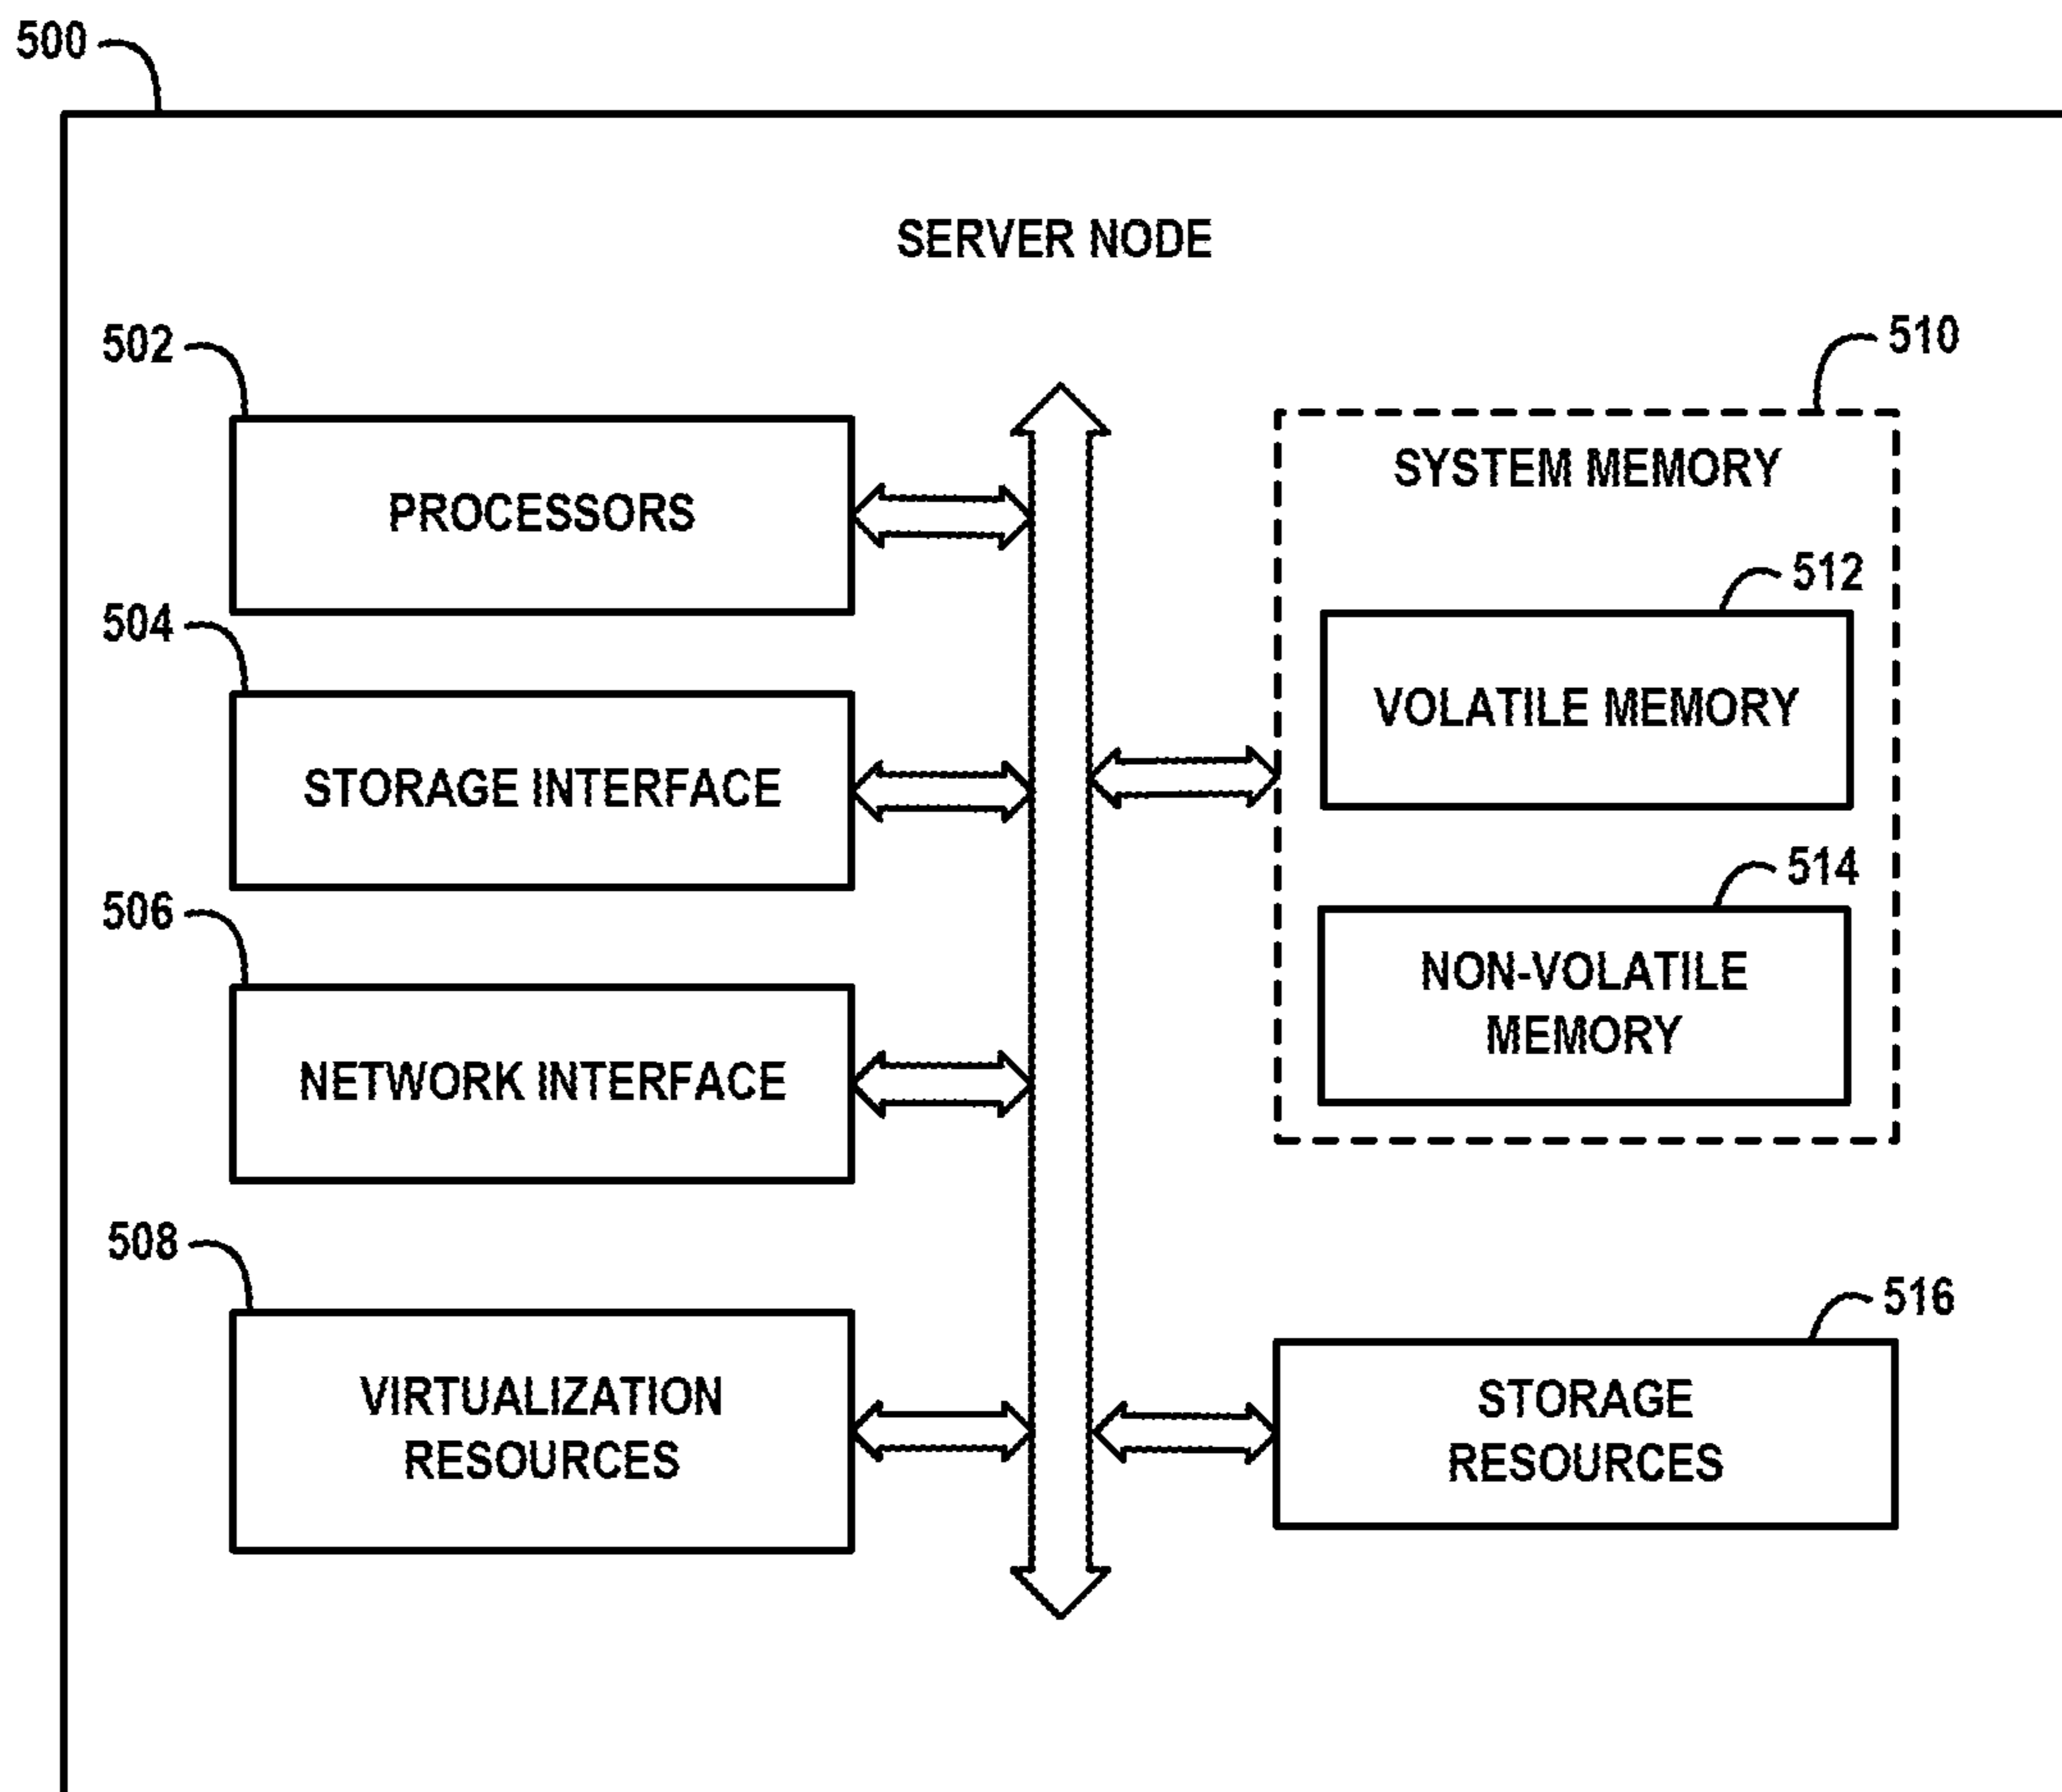 500
SERVER NODE
502
PROCESSORS
504
STORAGE INTERFACE
506
NETWORK INTERFACE
508
VIRTUALIZATION
RESOURCES
510
SYSTEM MEMORY
512
VOLATILE MEMORY
514
NON-VOLATILE
MEMORY
516
STORAGE
RESOURCES